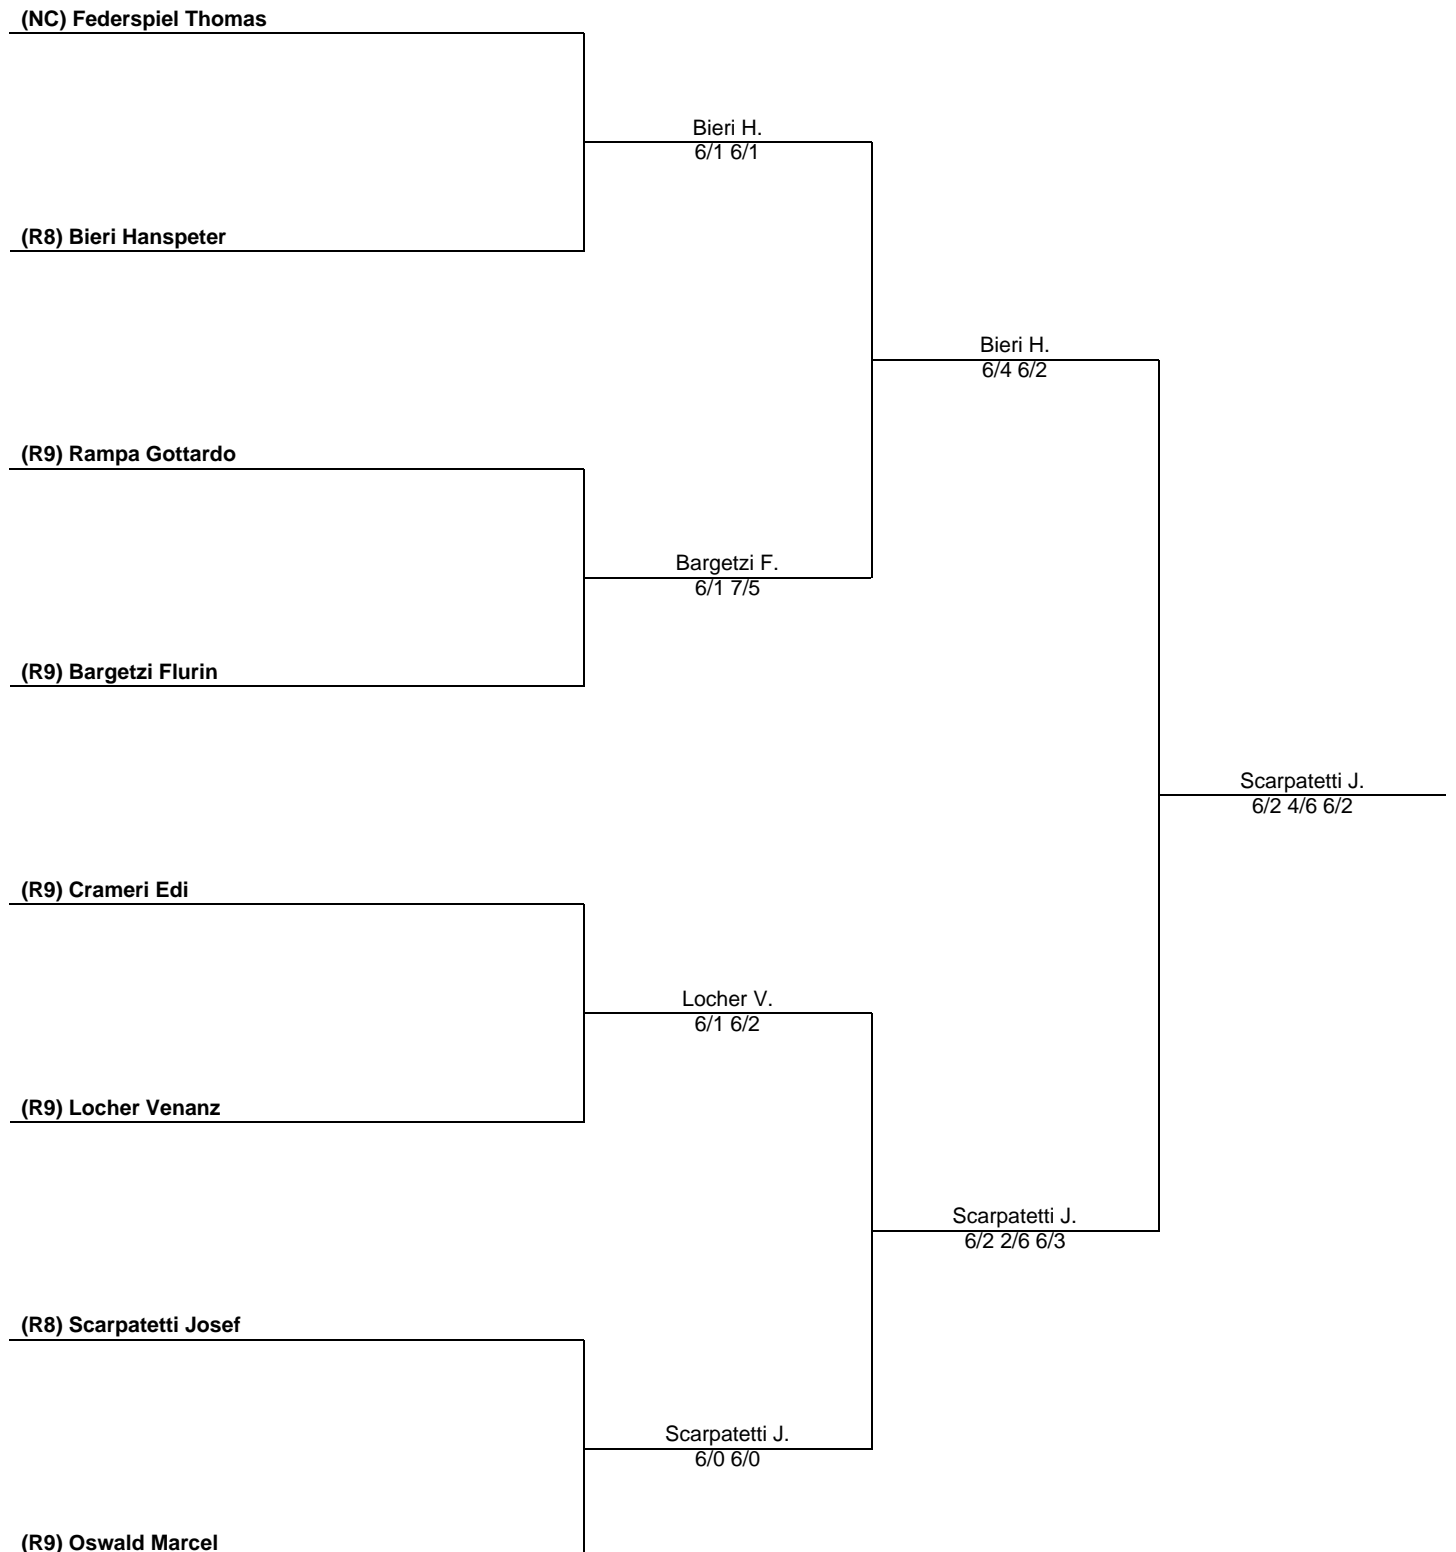 (NC) Federspiel Thomas
Bieri H.
6/1 6/1
(R8) Bieri Hanspeter
Bieri H.
6/4 6/2
(R9) Rampa Gottardo
Bargetzi F.
6/1 7/5
(R9) Bargetzi Flurin
Scarpatetti J.
6/2 4/6 6/2
(R9) Crameri Edi
Locher V.
6/1 6/2
(R9) Locher Venanz
Scarpatetti J.
6/2 2/6 6/3
(R8) Scarpatetti Josef
Scarpatetti J.
6/0 6/0
(R9) Oswald Marcel